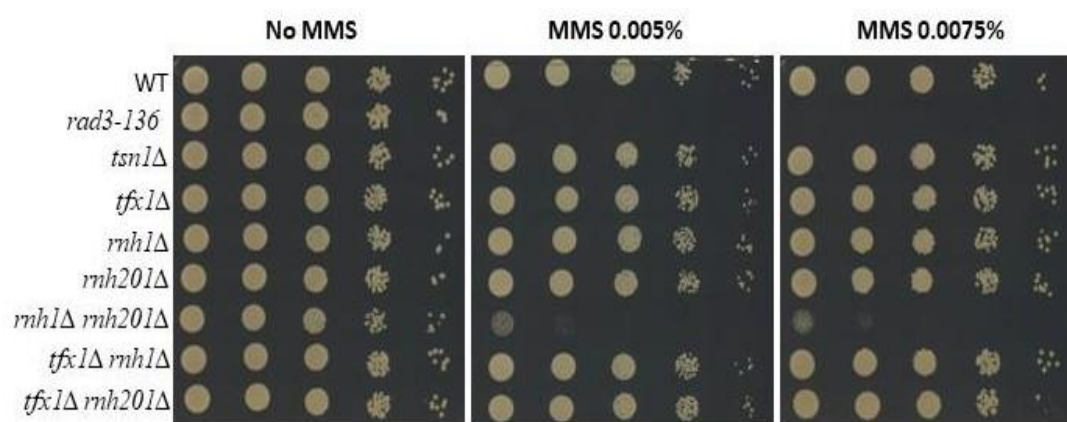 No MMS MMS 0.005% MMS 0.0075%
WT
rad3-136
tsn1Δ
tfx1Δ
rnh1Δ
rnh201Δ
rnh1Δ rnh201Δ
tfx1Δ rnh1Δ
tfx1Δ rnh201Δ